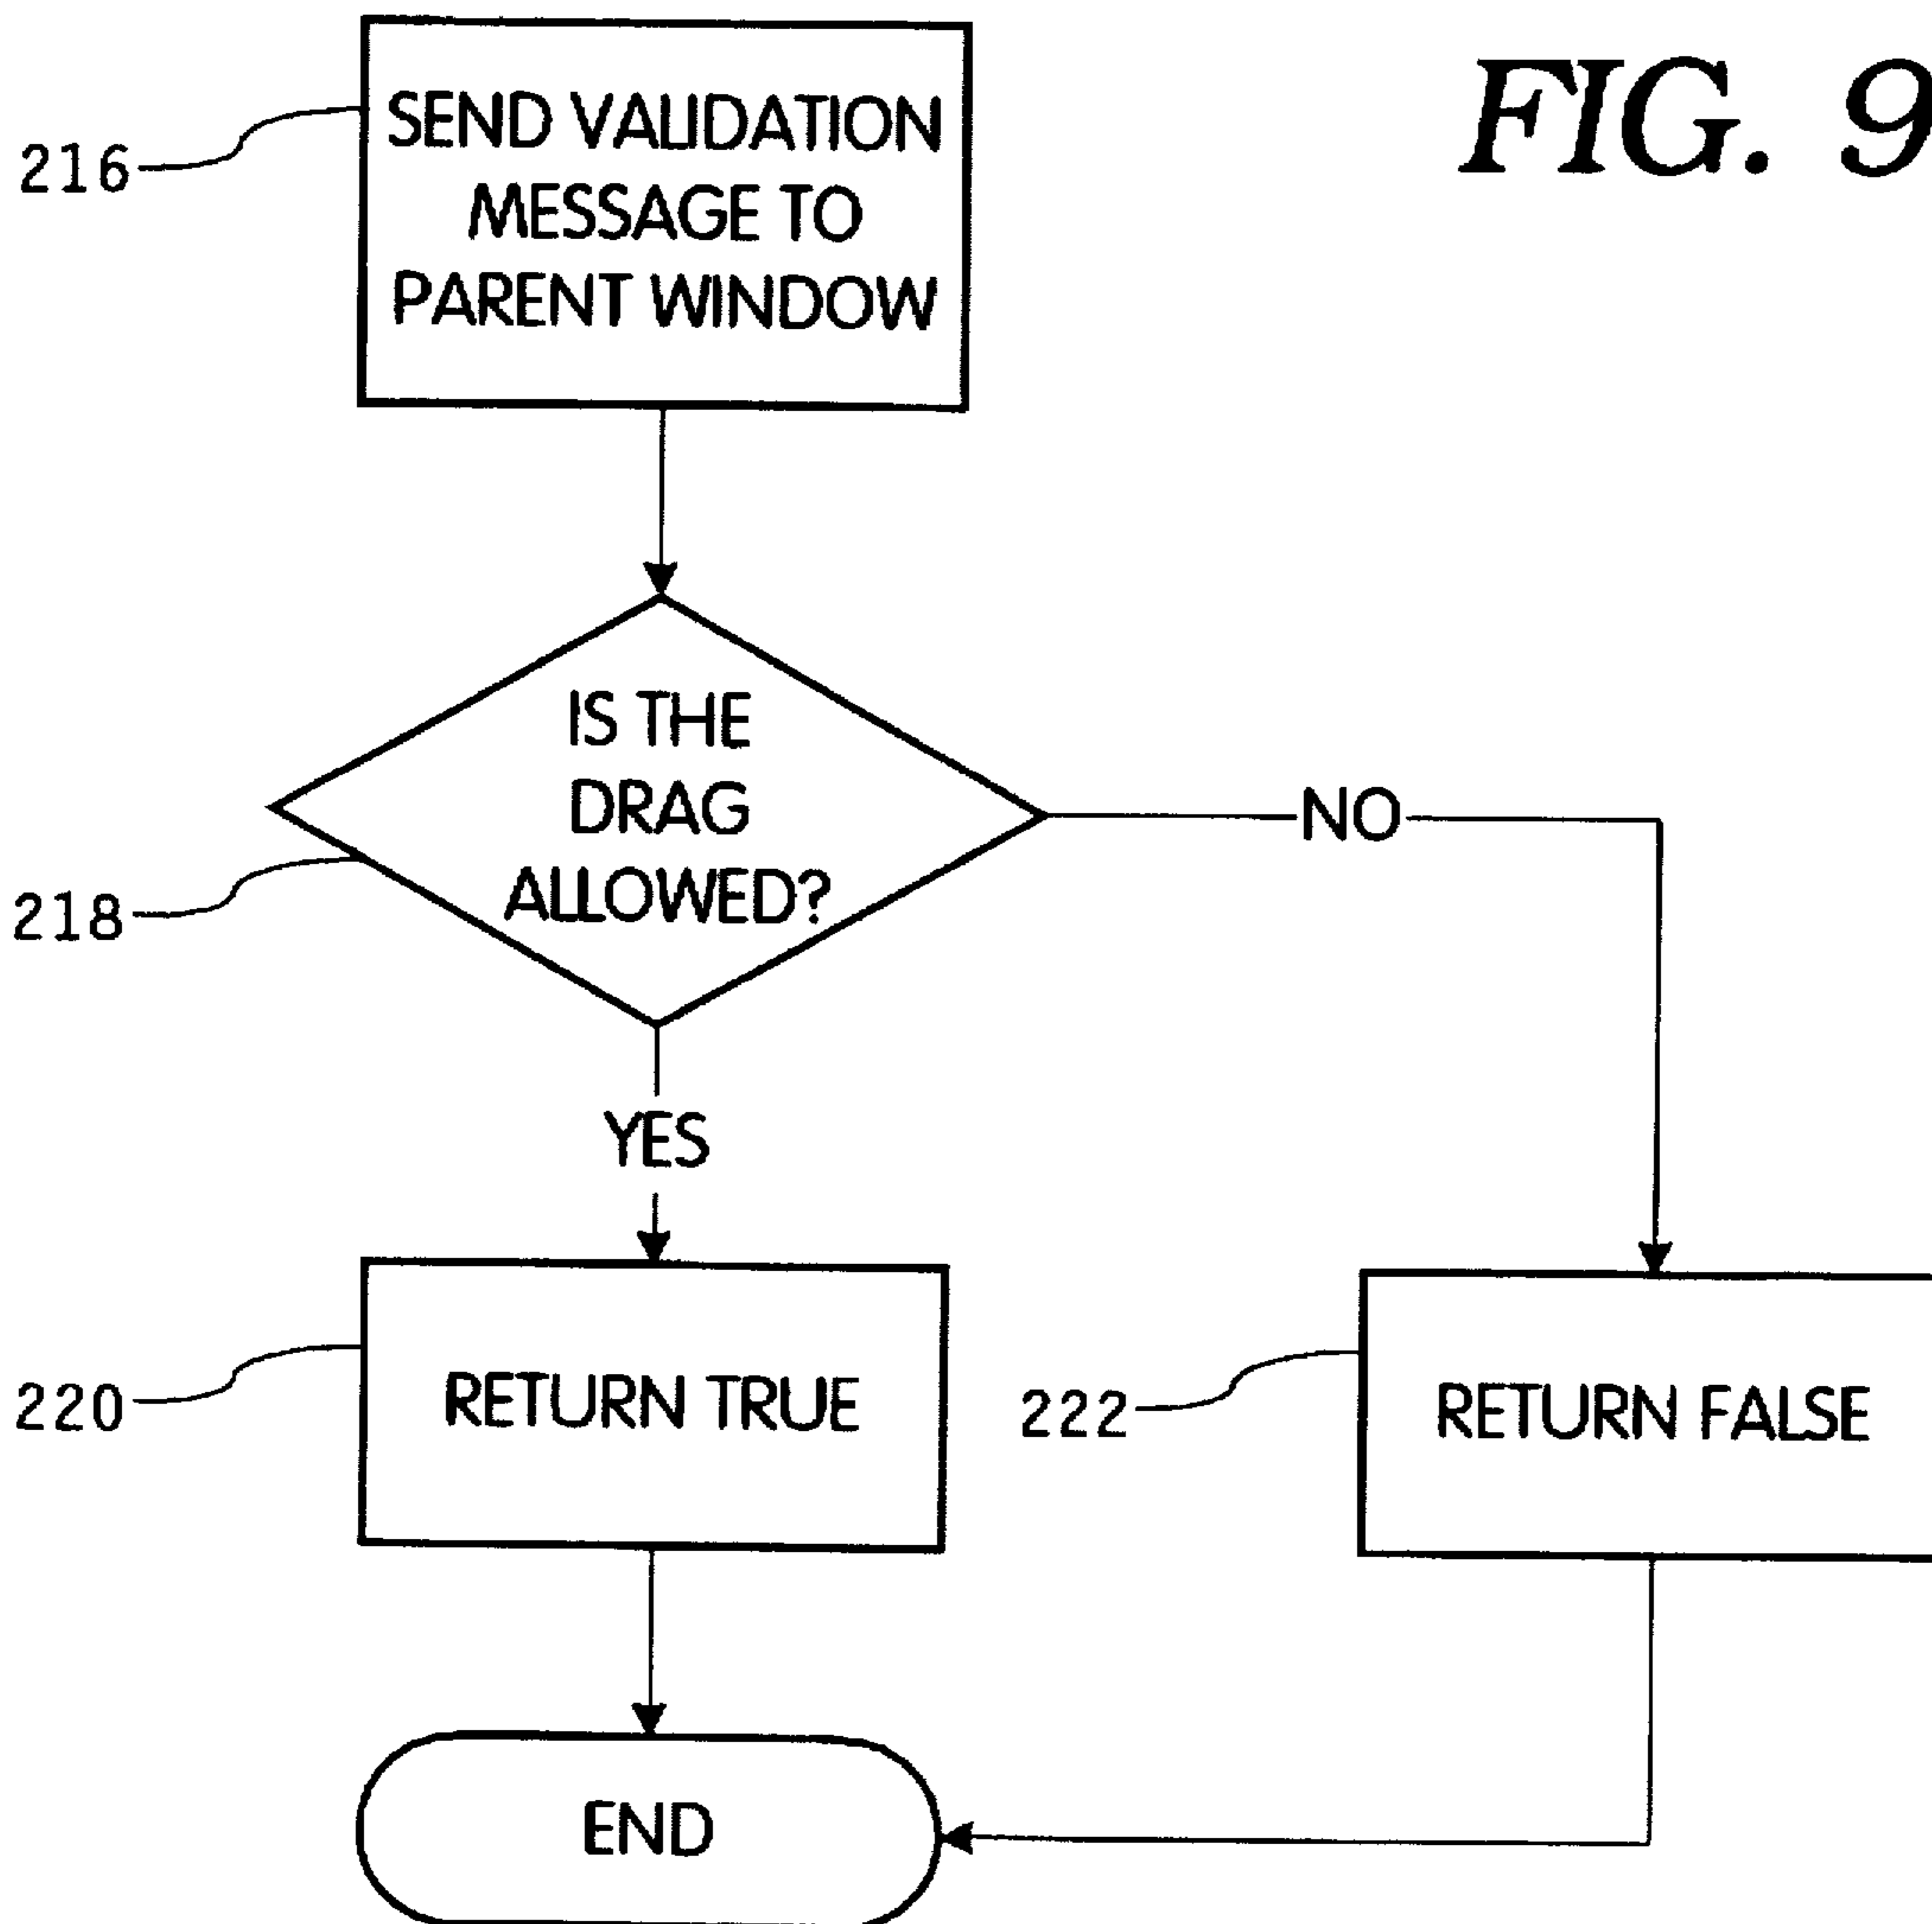 FIG. 9
216
SEND VALIDATION
MESSAGE TO
PARENT WINDOW
218
IS THE
DRAG
ALLOWED?
NO
YES
220
RETURN TRUE
222
RETURN FALSE
END